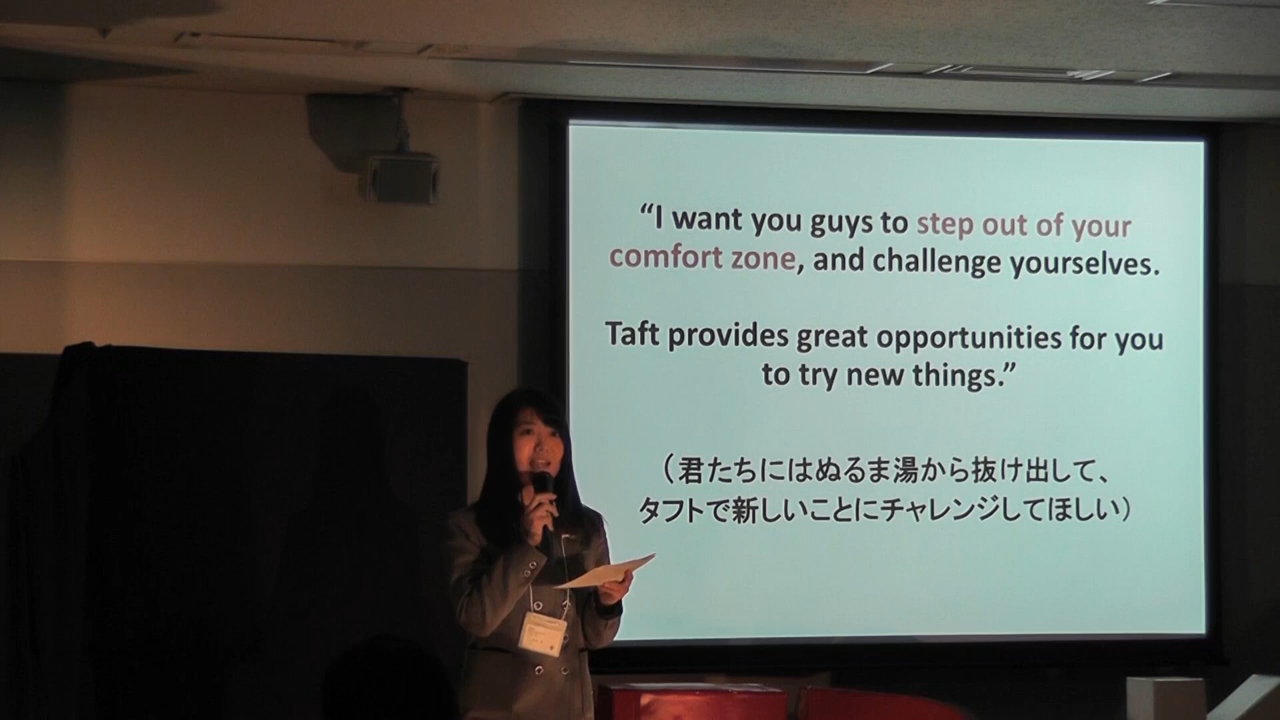 “I want you guys to step out of your
comfort zone, and challenge yourselves.
Taft provides great opportunities for you
to try new things.”
（君たちにはぬるま湯から抜け出して、
タフトで新しいことにチャレンジしてほしい）